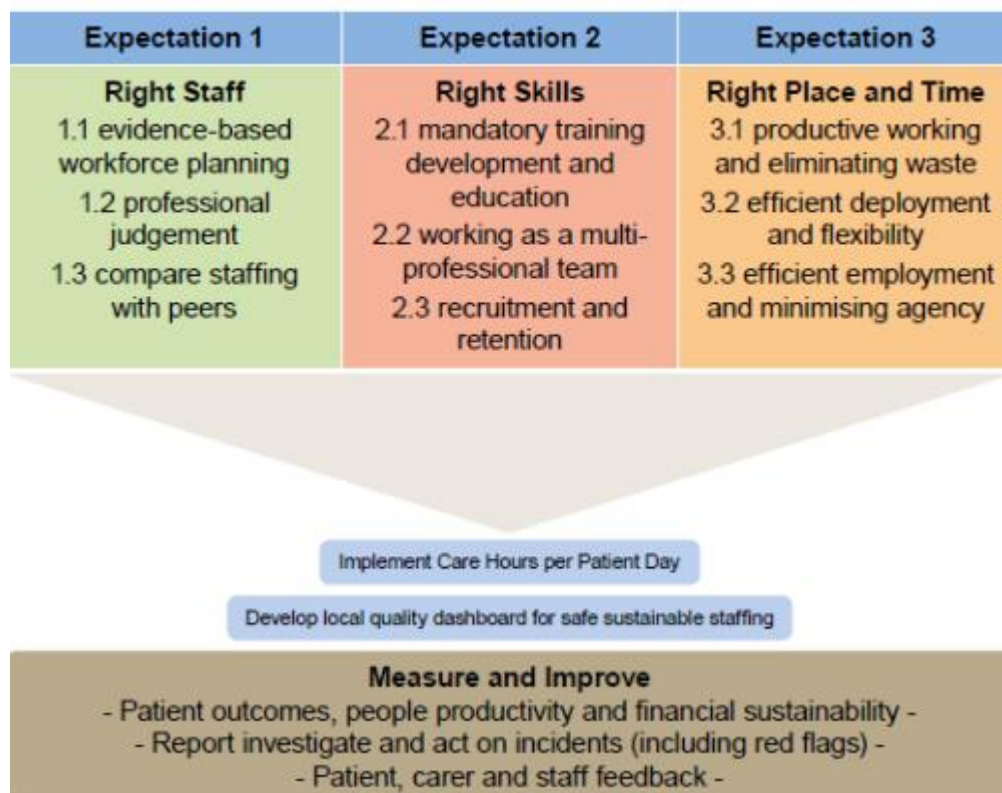 Expectation 1
Right Staff
1.1 evidence-based
workforce planning
1.2 professional
judgement
1.3 compare staffing
with peers
Expectation 2
Right Skills
2.1 mandatory training
development and
education
2.2 working as a multi-
professional team
2.3 recruitment and
retention
Expectation 3
Right Place and Time
3.1 productive working
and eliminating waste
3.2 efficient deployment
and flexibility
3.3 efficient employment
and minimising agency
Implement Care Hours per Patient Day
Develop local quality dashboard for safe sustainable staffing
Measure and Improve
- Patient outcomes, people productivity and financial sustainability -
- Report investigate and act on incidents (including red flags) -
- Patient, carer and staff feedback -